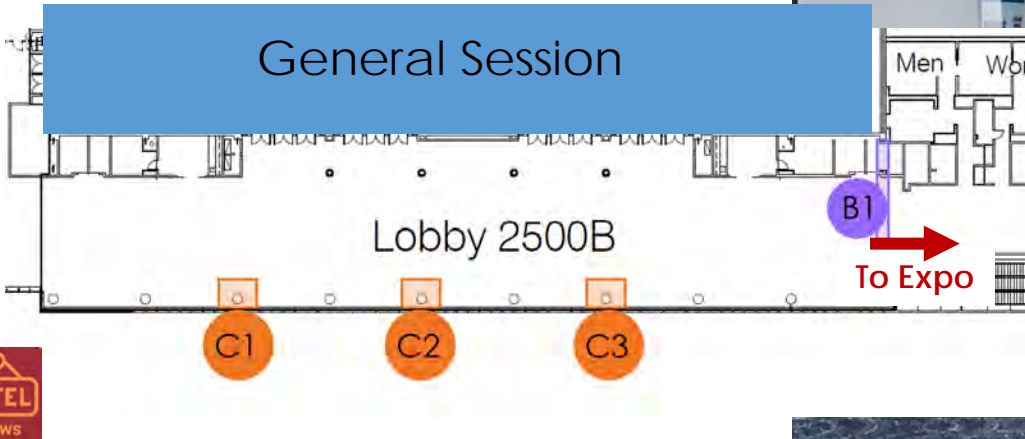 General Session
Men
Lobby 2500B
B1
To Expo
C1
C2
C3